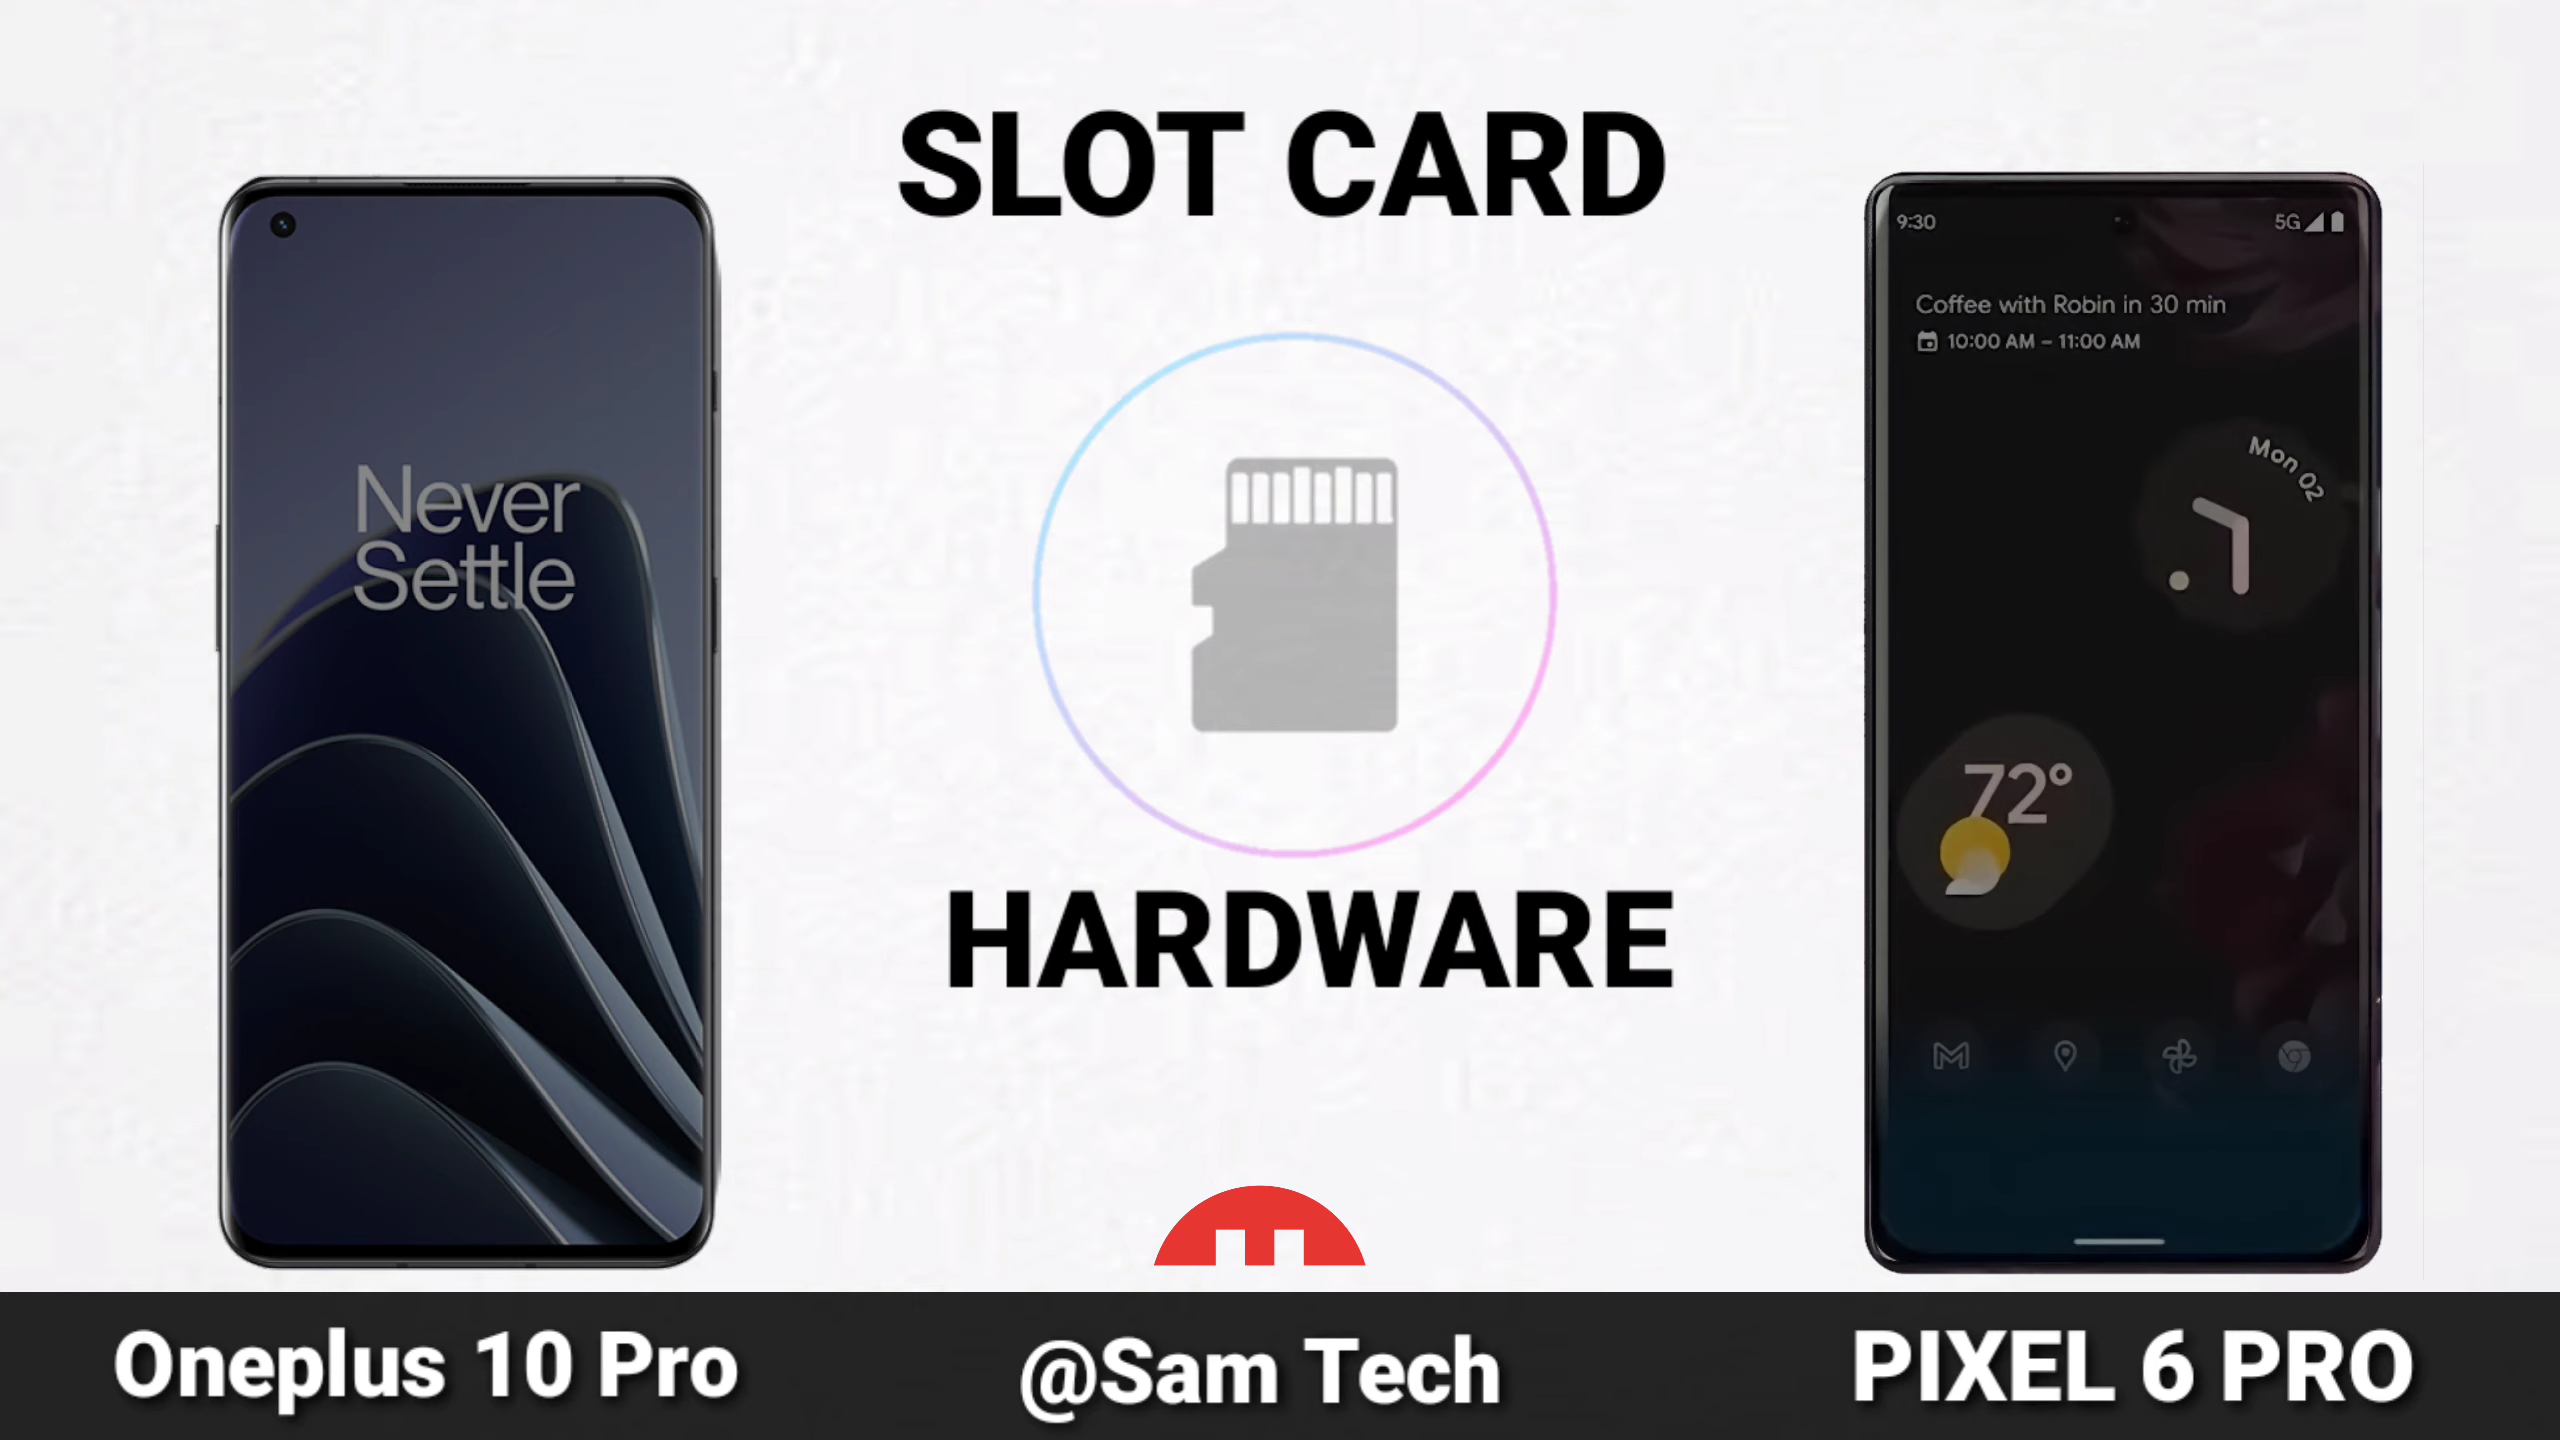 SLOT CARD
9:30
5G
Coffee with Robin in 30 min
10:00 AM – 11:00 AM
Mon 02
Never
Settle
72°
HARDWARE
Oneplus 10 Pro
@Sam Tech
PIXEL 6 PRO